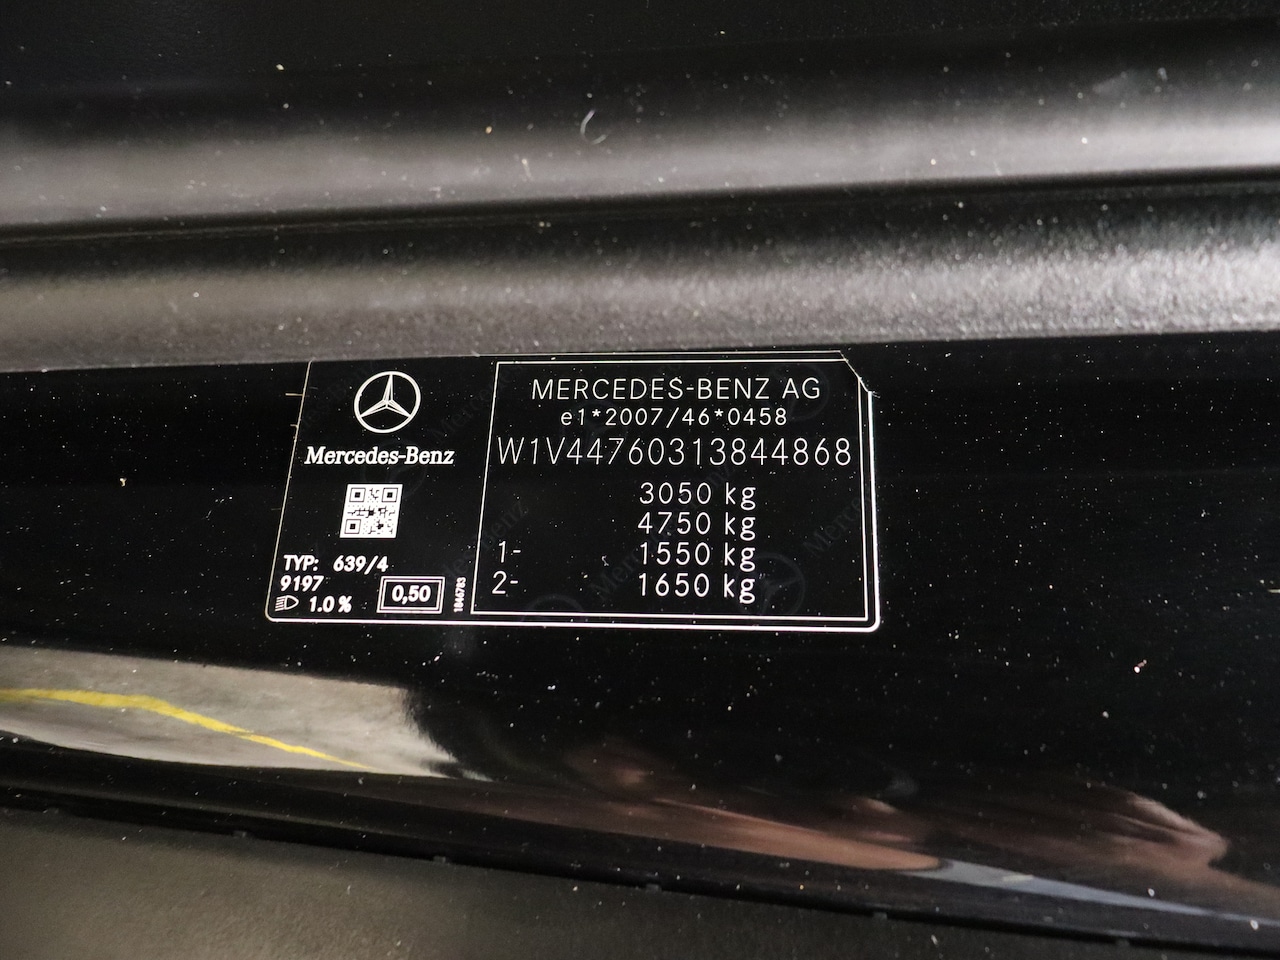 Mercedes-Benz
TYP: 639/4
9197
1.0 %
0,50
1846783
MERCEDES-BENZ AG
e1*2007/46*0458
W1V44760313844868
3050 kg
4750 kg
1- 1550 kg
2- 1650 kg